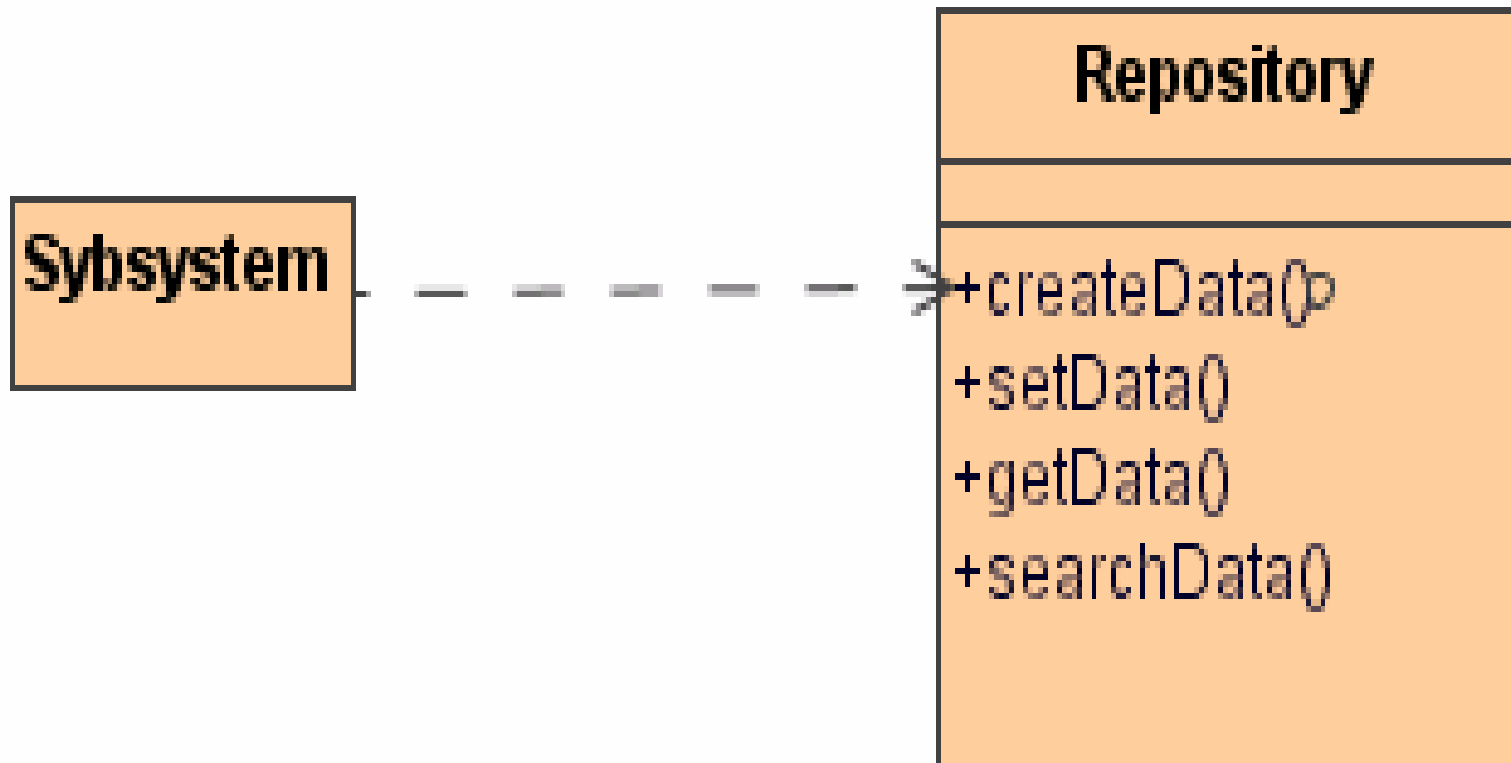 Repository
Sybsystem
+createData()
+setData()
+getData()
+searchData()